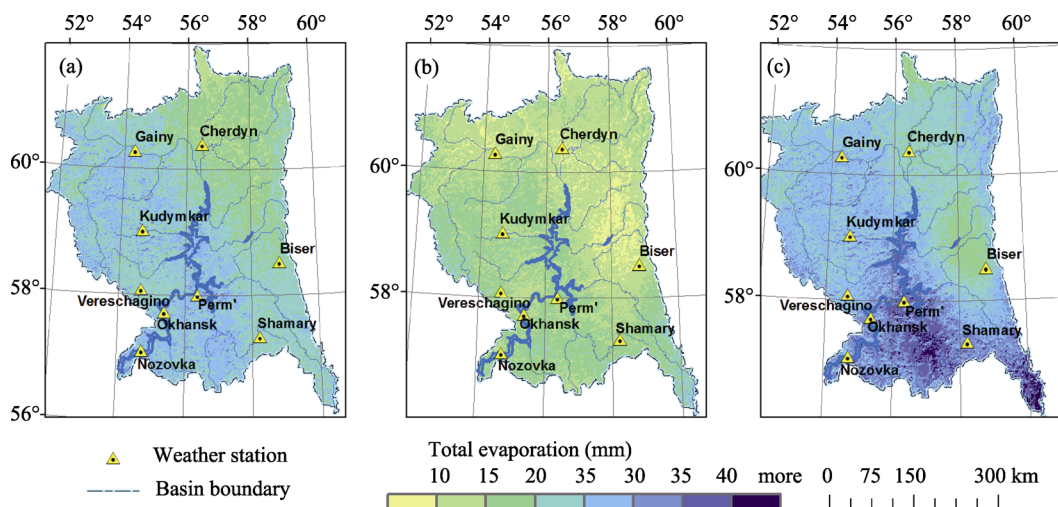 52° 54° 56° 58° 60° 52° 54° 56° 58° 60° 52° 54° 56° 58° 60°
(a) (b) (c)
Gainy Cherdyn Gainy Cherdyn Gainy Cherdyn
60° 60° 60°
Kudymkar Kudymkar Kudymkar
Biser Biser Biser
58° 58° 58°
Vereschagino Perm' Vereschagino Perm' Vereschagino Perm'
Okhansk Shamary Okhansk Shamary Okhansk Shamary
Nozovka Nozovka Nozovka
56°
Weather station
Basin boundary
Total evaporation (mm)
10 15 20 25 30 35 40 more
0 75 150 300 km